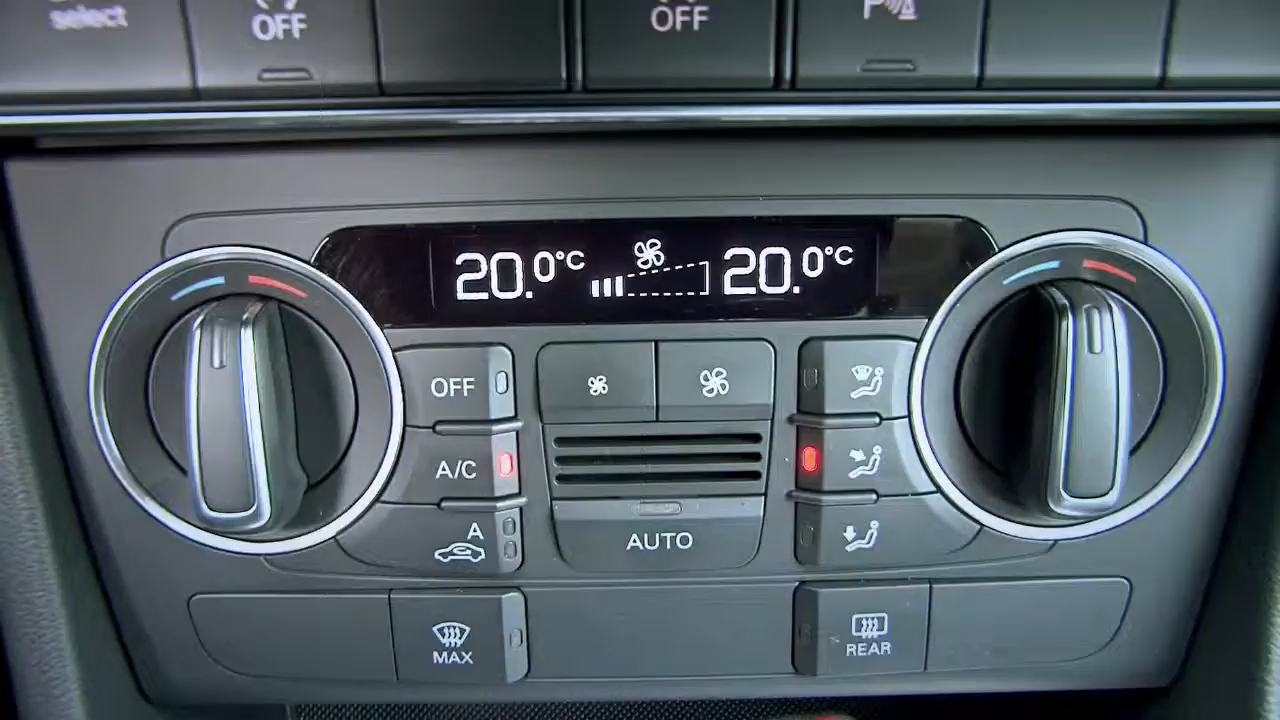 select
OFF
OFF
P
20.0°C 20.0°C
OFF
A/C
A
AUTO
MAX
REAR